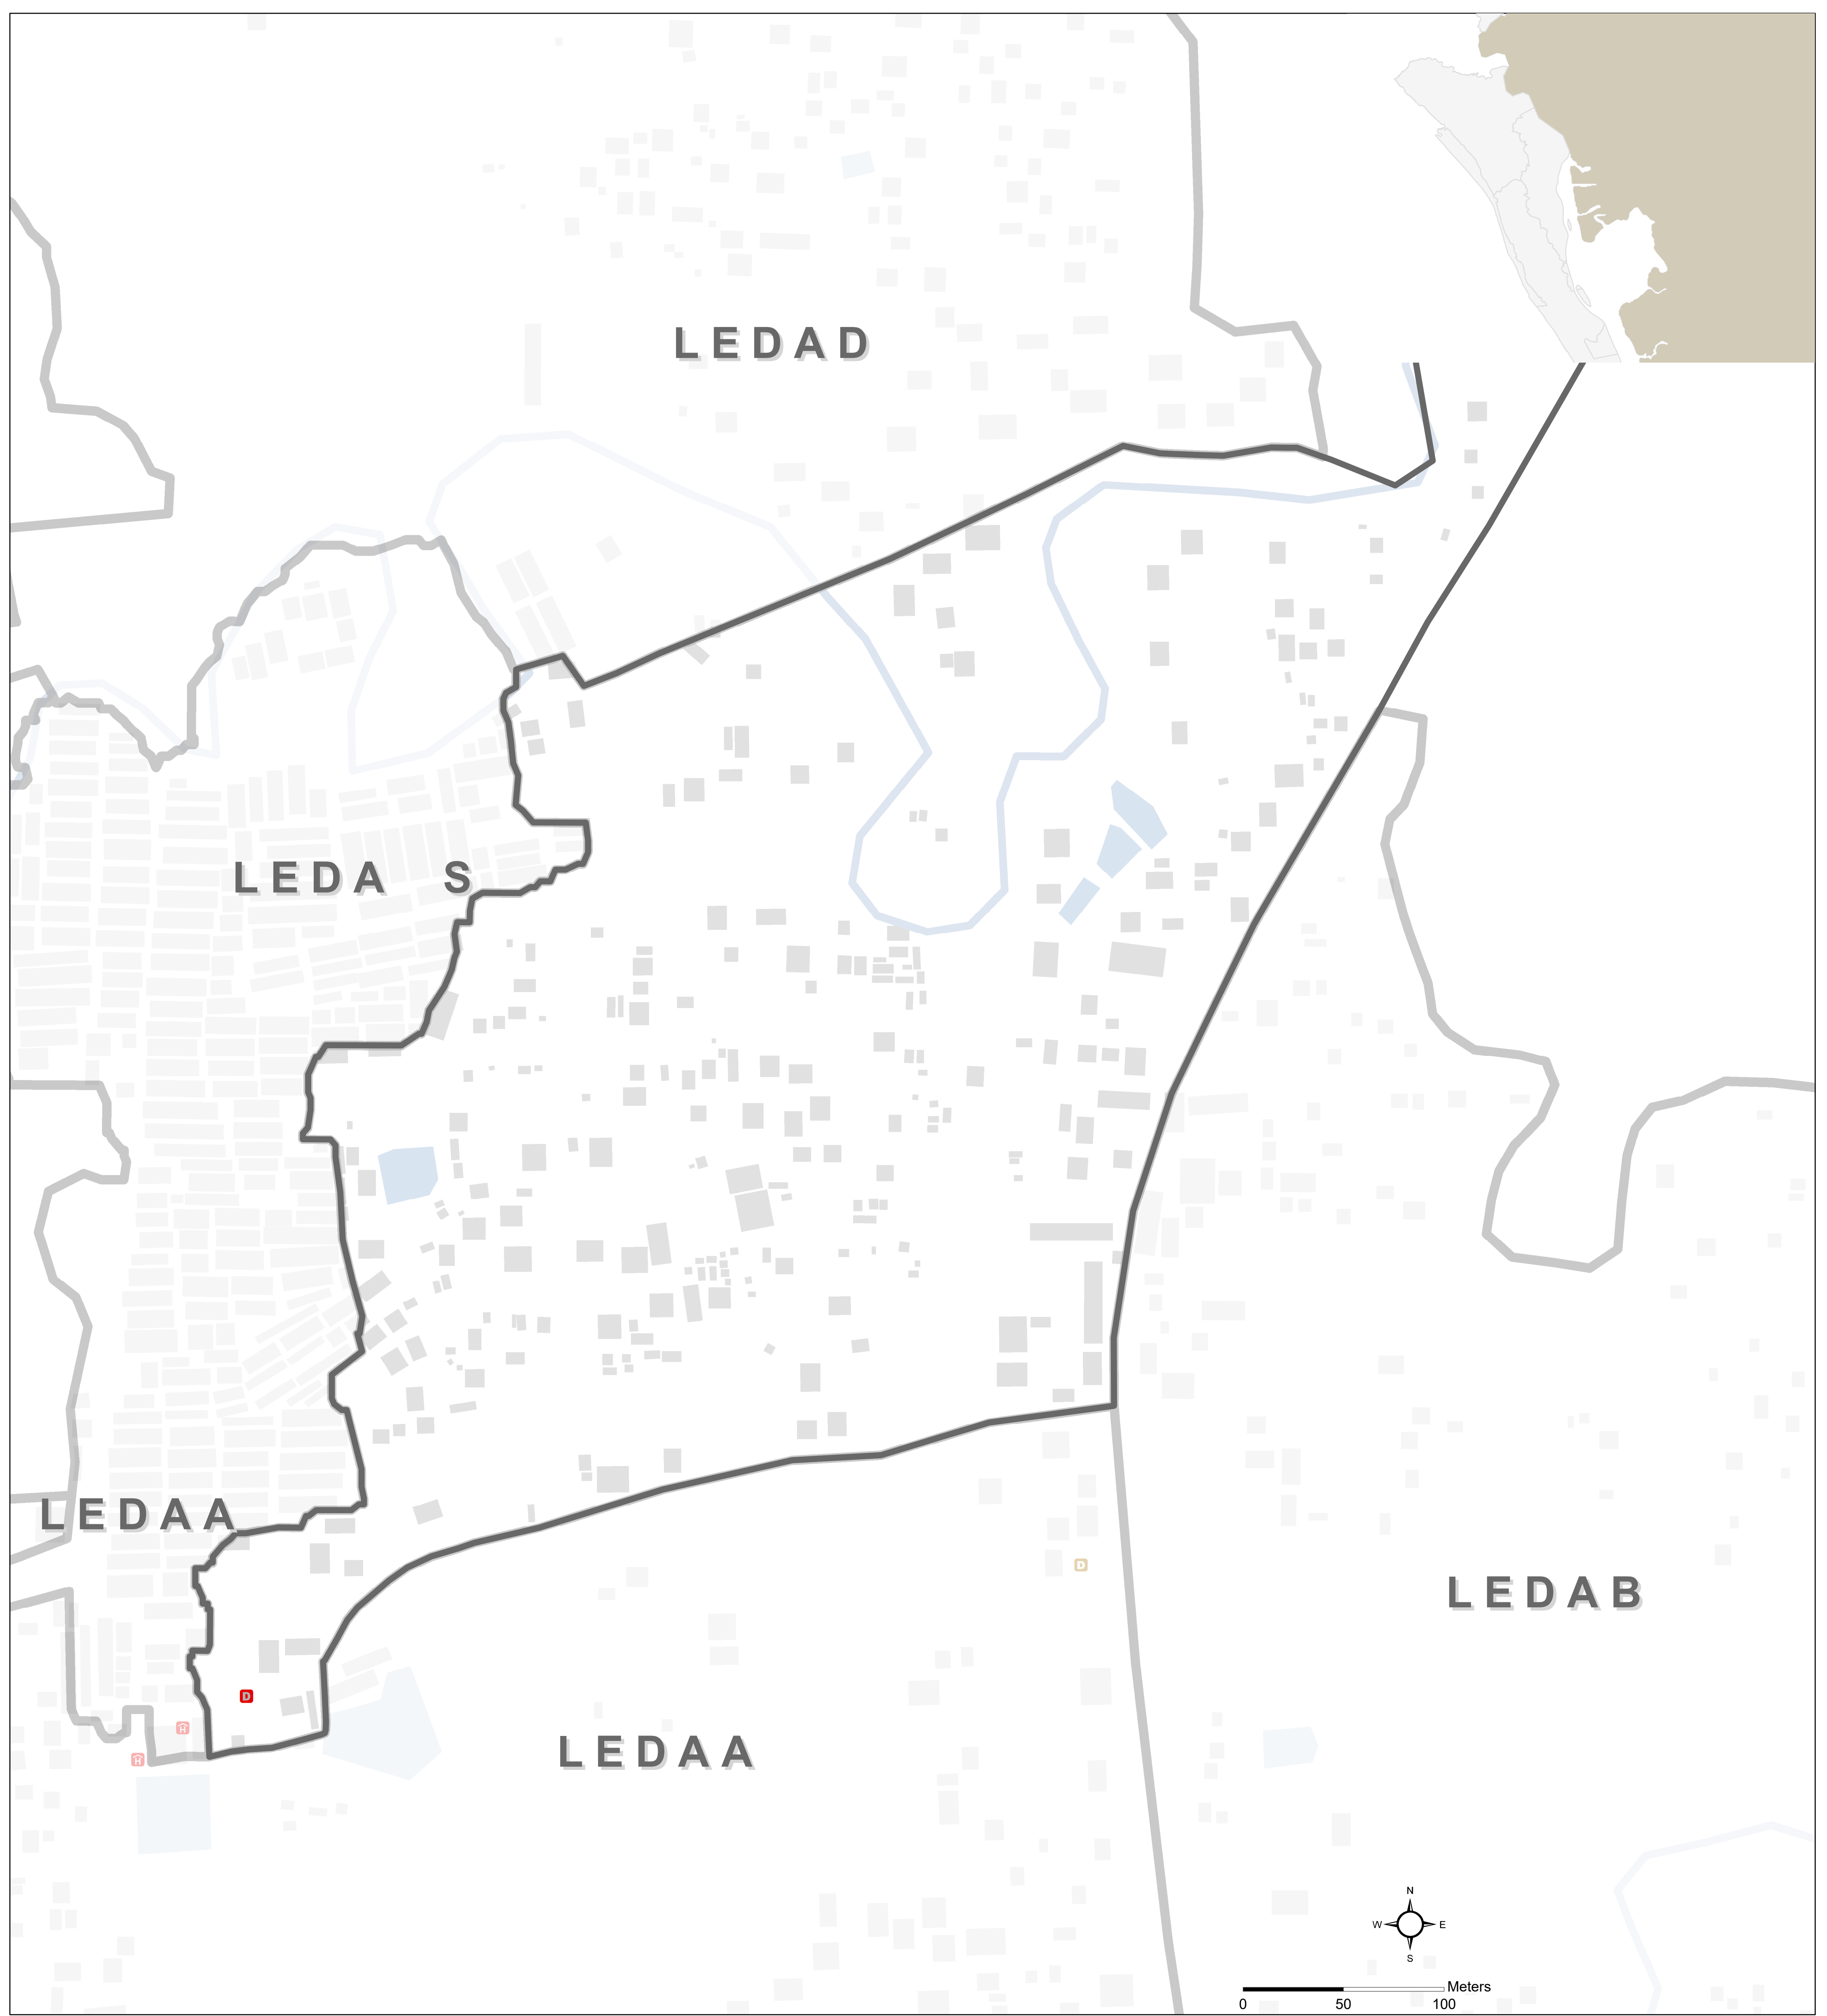 LEDAD
LEDA S
LEDAA
D
LEDAB
D
H
H
LEDAA
N
W E
S
Meters
0 50 100